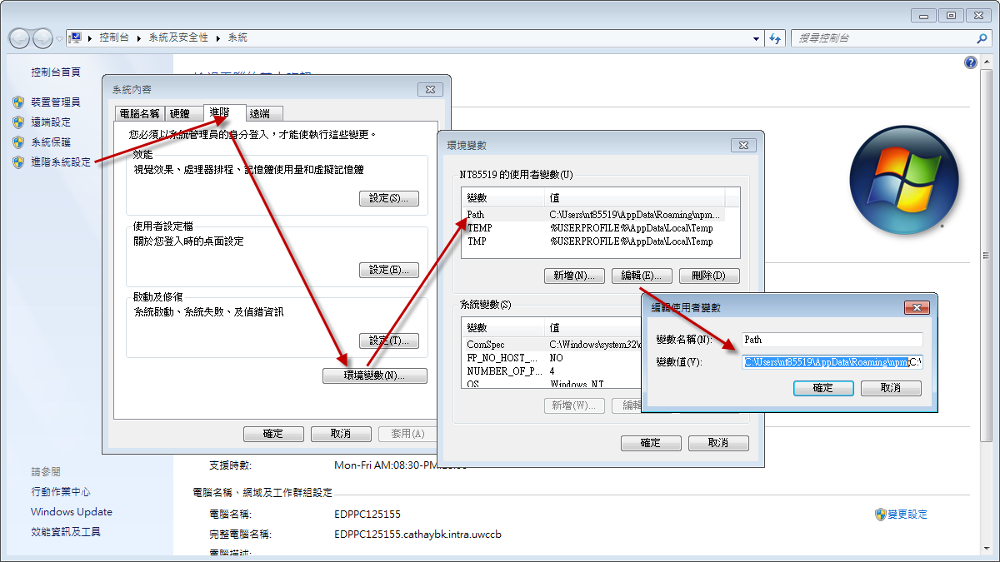 控制台 ▸ 系統及安全性 ▸ 系統
搜尋控制台
控制台首頁
裝置管理員
遠端設定
系統保護
進階系統設定
請參閱
行動作業中心
Windows Update
效能資訊及工具
系統內容
電腦名稱 硬體 進階 遠端
您必須以系統管理員的身分登入，才能使執行這些變更。
效能
視覺效果、處理器排程、記憶體使用量和虛擬記憶體
設定(S)...
使用者設定檔
關於您登入時的桌面設定
設定(E)...
啟動及修復
系統啟動、系統失敗、及偵錯資訊
設定(T)...
環境變數(N)...
確定 取消 套用(A)
環境變數
NT85519 的使用者變數(U)
變數 值
Path C:\Users\nt85519\AppData\Roaming\npm...
TEMP %USERPROFILE%\AppData\Local\Temp
TMP %USERPROFILE%\AppData\Local\Temp
新增(N)... 編輯(E)... 刪除(D)
系統變數(S)
變數 值
ComSpec C:\Windows\system32\
FP_NO_HOST_... NO
NUMBER_OF_P... 4
OS Windows_NT
新增(W)... 編輯
確定 取消
編輯使用者變數
變數名稱(N): Path
變數值(V): C:\Users\nt85519\AppData\Roaming\npm;C:\
確定 取消
支援時數: Mon-Fri AM:08:30-PM:
電腦名稱、網域及工作群組設定
電腦名稱: EDPPC125155
變更設定
完整電腦名稱: EDPPC125155.cathaybk.intra.uwccb
電腦描述: